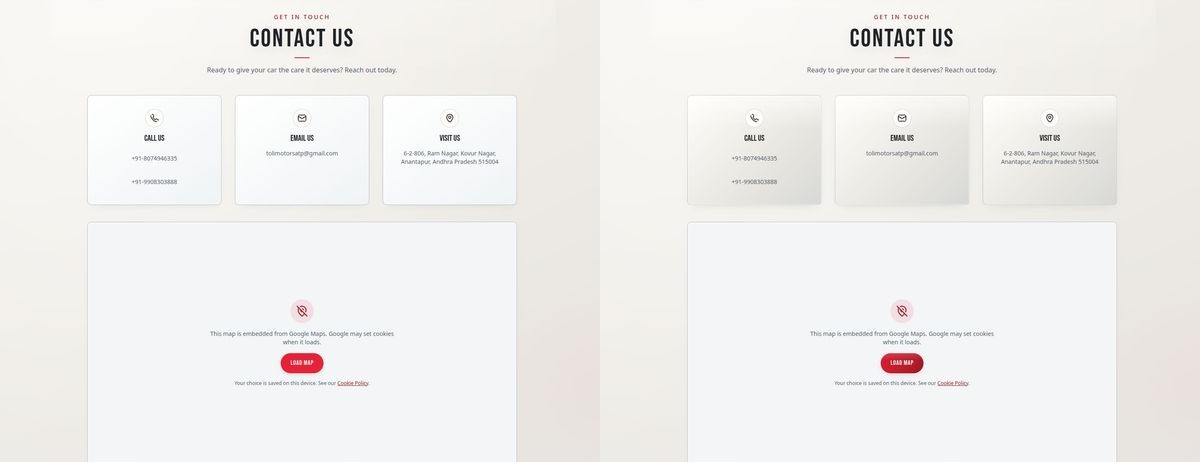 GET IN TOUCH
CONTACT US
Ready to give your car the care it deserves? Reach out today.
CALL US
+91-8074946335
+91-9908303888
EMAIL US
tolimotorsatp@gmail.com
VISIT US
6-2-806, Ram Nagar, Kovur Nagar,
Anantapur, Andhra Pradesh 515004
This map is embedded from Google Maps. Google may set cookies
when it loads.
LOAD MAP
Your choice is saved on this device. See our Cookie Policy.
GET IN TOUCH
CONTACT US
Ready to give your car the care it deserves? Reach out today.
CALL US
+91-8074946335
+91-9908303888
EMAIL US
tolimotorsatp@gmail.com
VISIT US
6-2-806, Ram Nagar, Kovur Nagar,
Anantapur, Andhra Pradesh 515004
This map is embedded from Google Maps. Google may set cookies
when it loads.
LOAD MAP
Your choice is saved on this device. See our Cookie Policy.